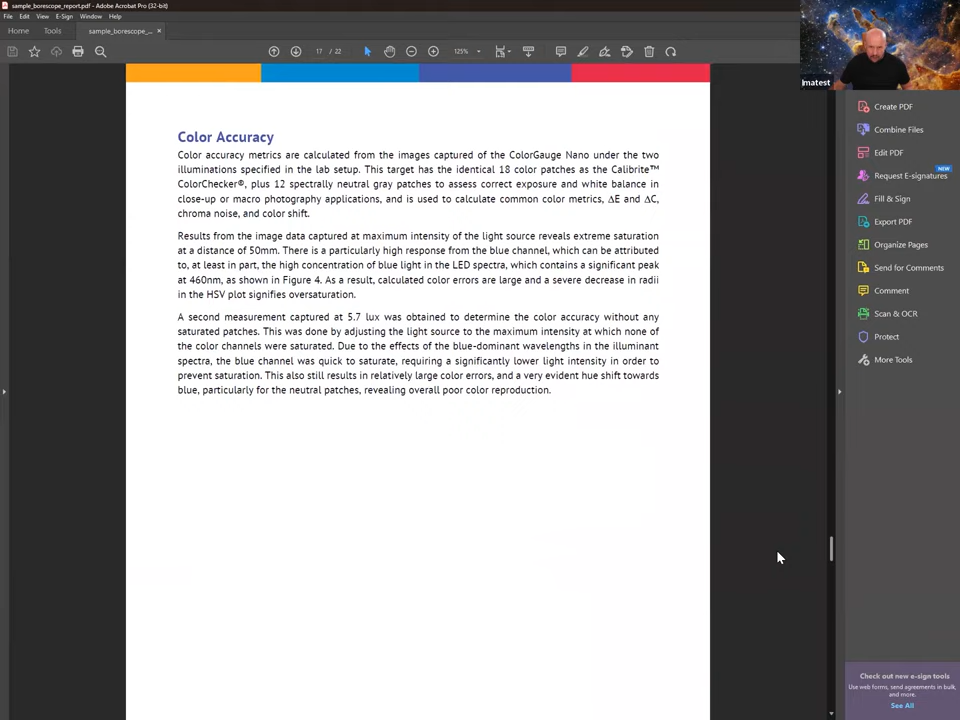 sample_borescope_report.pdf - Adobe Acrobat Pro (32-bit)
File Edit View E-Sign Window Help
Home Tools sample_borescope_... ×
17 / 22 125%
Imatest
Color Accuracy
Color accuracy metrics are calculated from the images captured of the ColorGauge Nano under the two
illuminations specified in the lab setup. This target has the identical 18 color patches as the Calibrite™
ColorChecker®, plus 12 spectrally neutral gray patches to assess correct exposure and white balance in
close-up or macro photography applications, and is used to calculate common color metrics, ΔE and ΔC,
chroma noise, and color shift.
Results from the image data captured at maximum intensity of the light source reveals extreme saturation
at a distance of 50mm. There is a particularly high response from the blue channel, which can be attributed
to, at least in part, the high concentration of blue light in the LED spectra, which contains a significant peak
at 460nm, as shown in Figure 4. As a result, calculated color errors are large and a severe decrease in radii
in the HSV plot signifies oversaturation.
A second measurement captured at 5.7 lux was obtained to determine the color accuracy without any
saturated patches. This was done by adjusting the light source to the maximum intensity at which none of
the color channels were saturated. Due to the effects of the blue-dominant wavelengths in the illuminant
spectra, the blue channel was quick to saturate, requiring a significantly lower light intensity in order to
prevent saturation. This also still results in relatively large color errors, and a very evident hue shift towards
blue, particularly for the neutral patches, revealing overall poor color reproduction.
Create PDF
Combine Files
Edit PDF
NEW
Request E-signatures
Fill & Sign
Export PDF
Organize Pages
Send for Comments
Comment
Scan & OCR
Protect
More Tools
Check out new e-sign tools
Use web forms, send agreements in bulk,
and more.
See All